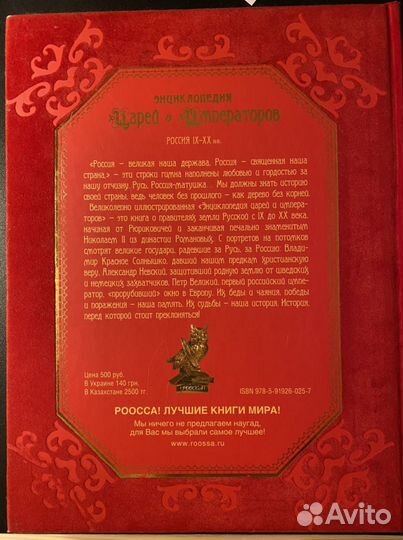 ЭНЦИКЛОПЕДИЯ
Царей и Императоров
РОССИЯ IX-XX вв.
«Россия – великая наша держава, Россия – священная наша
страна,» – эти строки гимна наполнены любовью и гордостью за
нашу отчизну, Русь, Россия-матушка... Мы должны знать историю
своей страны, ведь человек без прошлого – как дерево без корней.
Великолепно иллюстрированная «Энциклопедия царей и импера-
торов» – это книга о правителях земли Русской с IX до XX века,
начиная от Рюриковичей и заканчивая печально знаменитым
Николаем II из династии Романовых. С портретов на потомков
смотрят великие государи, радевшие за Русь, за Россию: Влади-
мир Красное Солнышко, давший нашим предкам христианскую
веру, Александр Невский, защитивший родную землю от шведских
и немецких захватчиков, Петр Великий, первый российский импе-
ратор, «прорубивший» окно в Европу. Их беды и чаяния, победы
и поражения – наша память. Их судьбы – наша история. История,
перед которой стоит преклоняться!
Цена 500 руб.
В Украине 140 грн.
В Казахстане 2500 тг.
РООССА
ISBN 978-5-91926-025-7
РООССА! ЛУЧШИЕ КНИГИ МИРА!
Мы ничего не предлагаем наугад,
для Вас мы выбрали самое лучшее!
www.roossa.ru
Avito